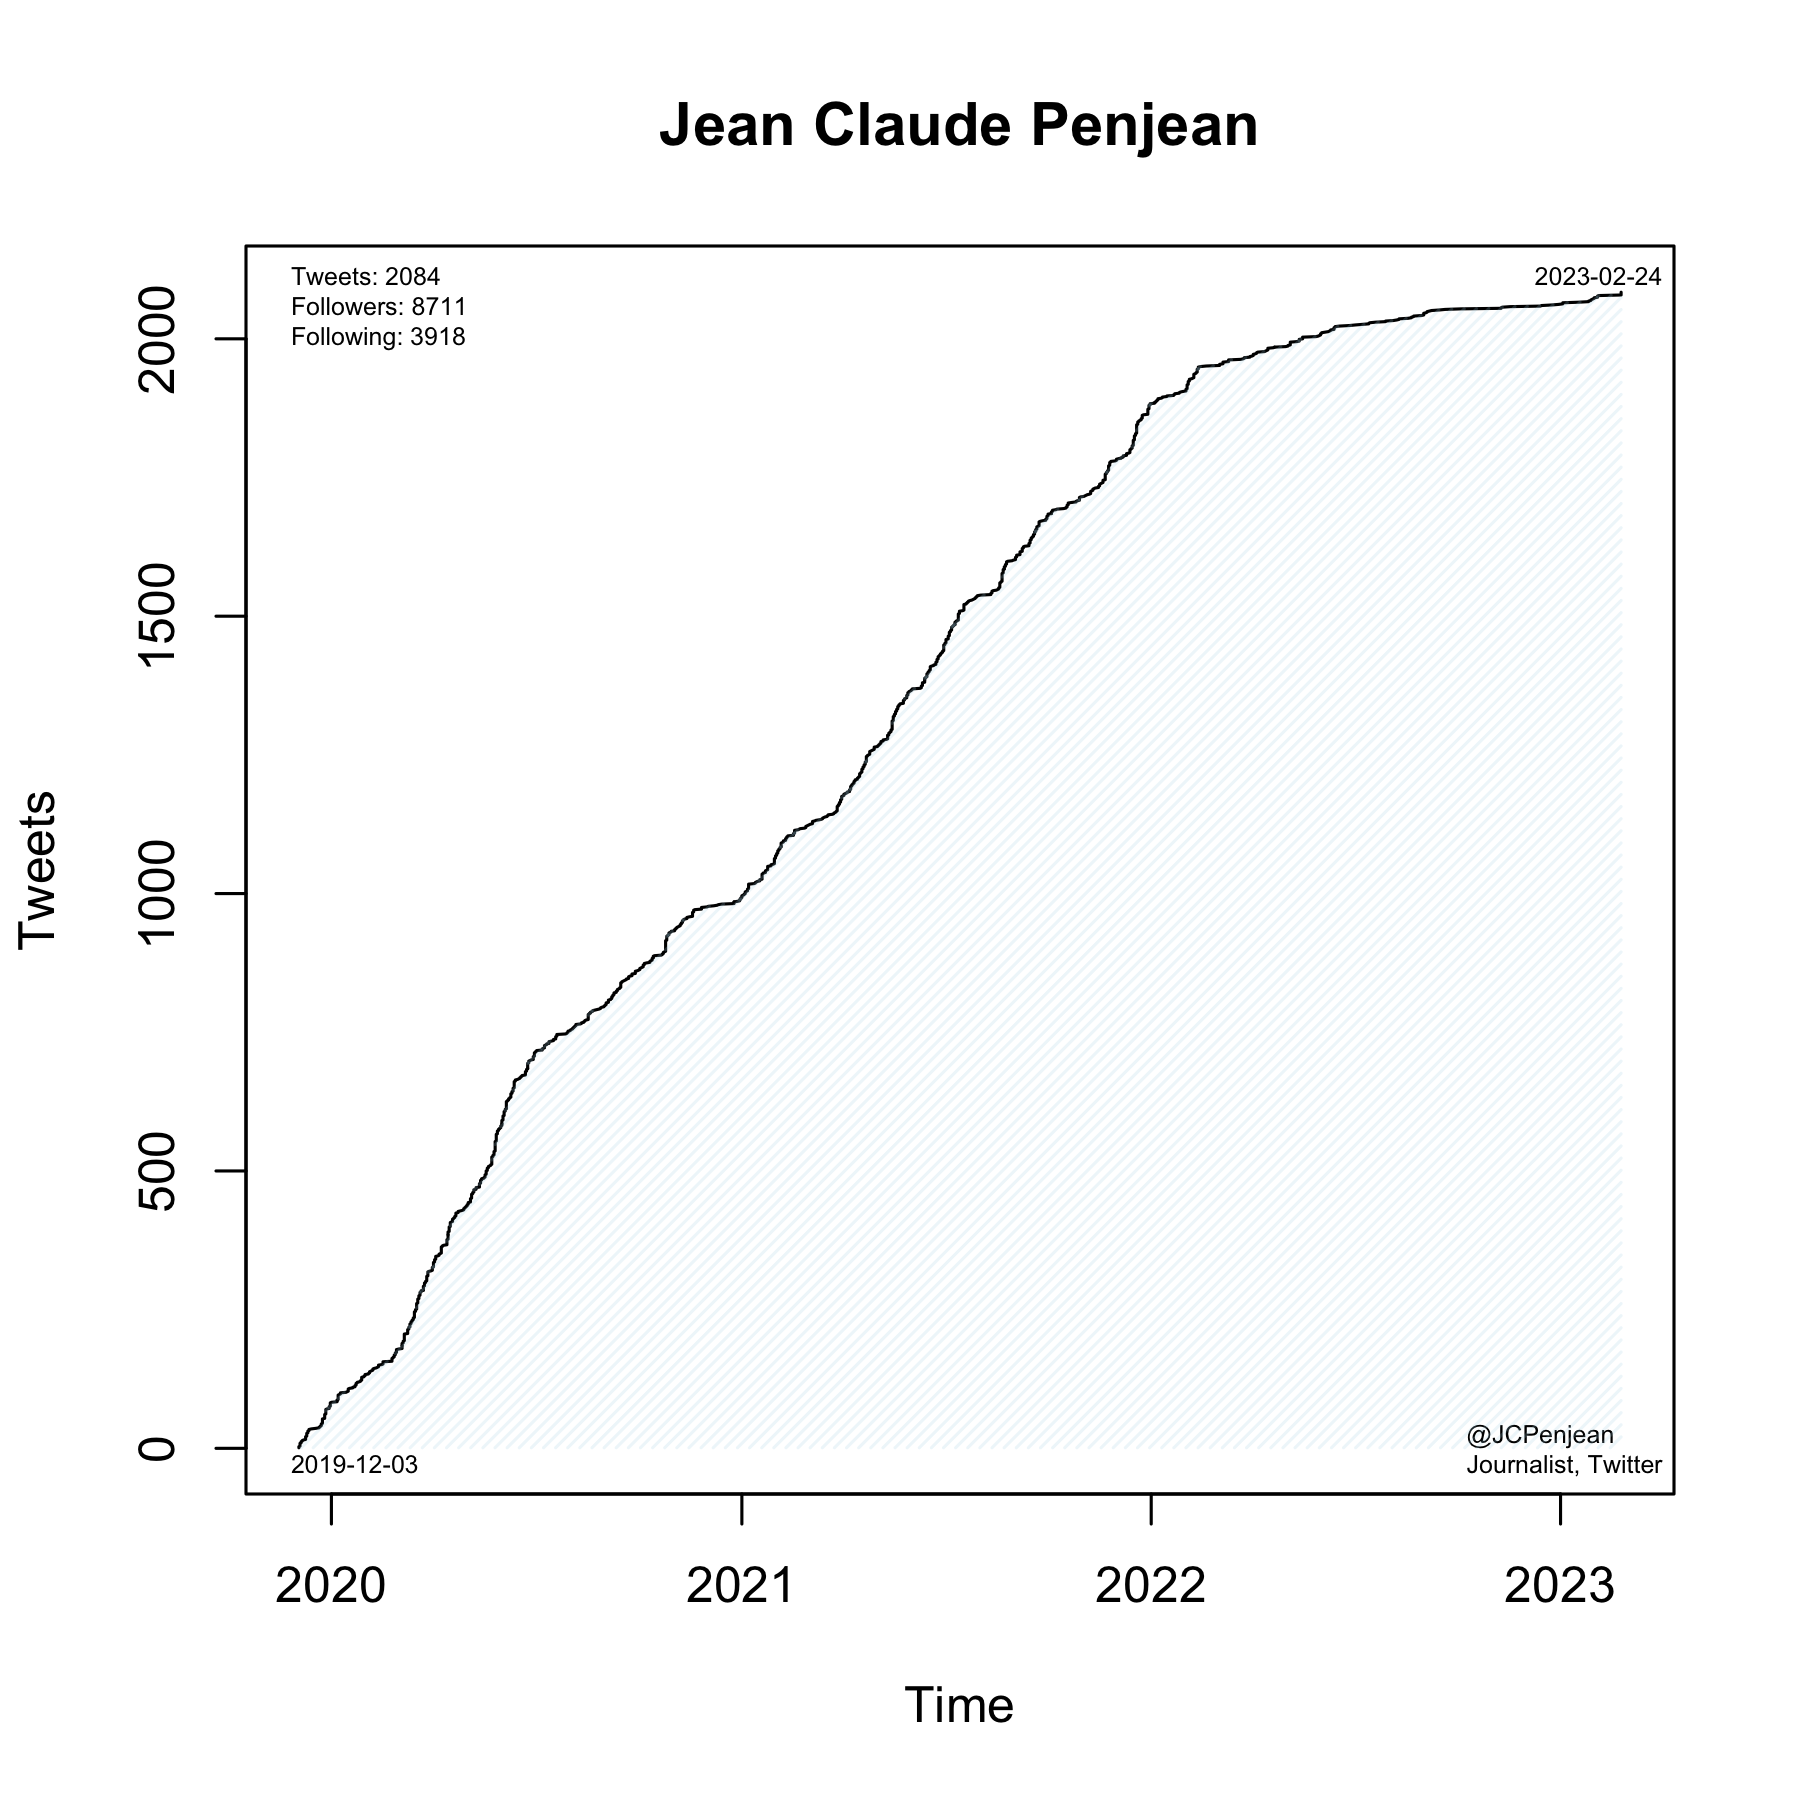 Jean Claude Penjean
Tweets: 2084
Followers: 8711
Following: 3918
2023-02-24
2000
1500
1000
500
0
Tweets
@JCPenjean
Journalist, Twitter
2019-12-03
2020 2021 2022 2023
Time